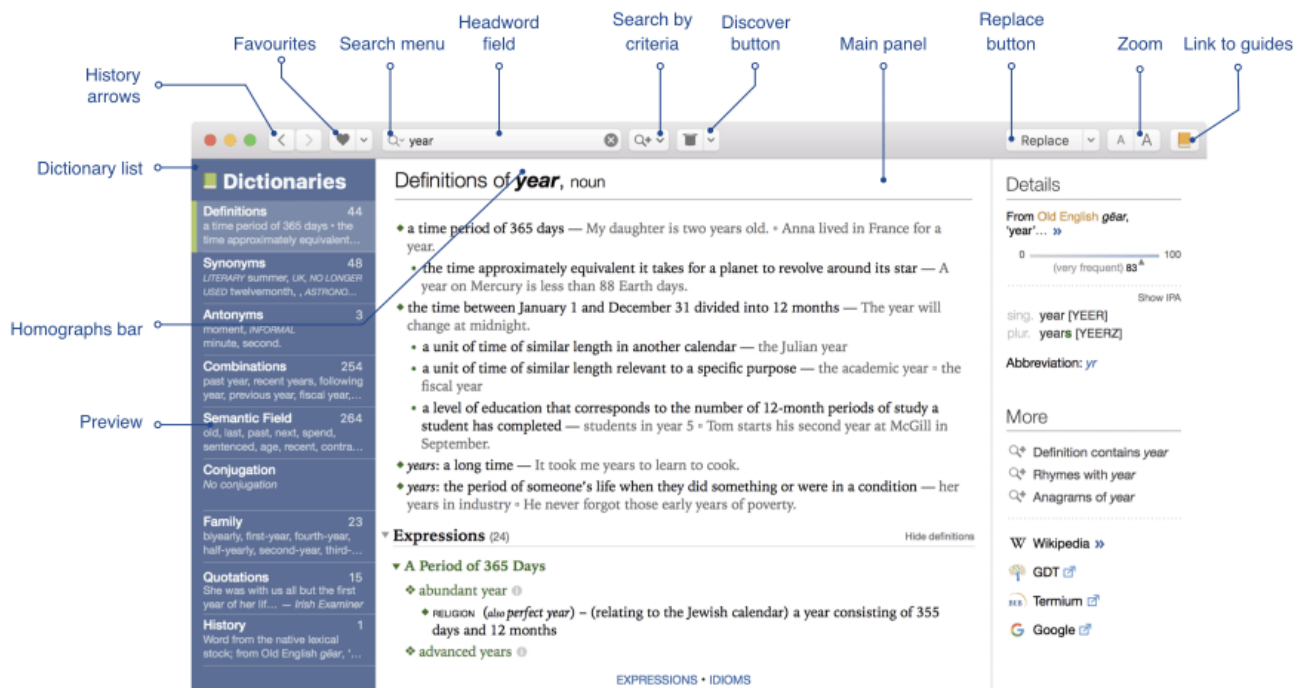 Headword
field
Search by
criteria
Discover
button
Replace
button
Favourites
Search menu
Main panel
Zoom
Link to guides
History
arrows
year
Replace
A A
Dictionary list
Dictionaries
Definitions 44
a time period of 365 days • the
time approximately equivalent...
Synonyms 48
LITERARY summer, UK, NO LONGER
USED twelvemonth, , ASTRONO...
Antonyms 3
moment, INFORMAL
minute, second.
Homographs bar
Combinations 254
past year, recent years, following
year, previous year, fiscal year,...
Preview
Semantic Field 264
old, last, past, next, spend,
sentenced, age, recent, contra...
Conjugation
No conjugation
Family 23
biyearly, first-year, fourth-year,
half-yearly, second-year, third-...
Quotations 15
She was with us all but the first
year of her lif... — Irish Examiner
History 1
Word from the native lexical
stock; from Old English gēar, '...
Definitions of year, noun
a time period of 365 days — My daughter is two years old. ▫ Anna lived in France for a
year.
the time approximately equivalent it takes for a planet to revolve around its star — A
year on Mercury is less than 88 Earth days.
the time between January 1 and December 31 divided into 12 months — The year will
change at midnight.
a unit of time of similar length in another calendar — the Julian year
a unit of time of similar length relevant to a specific purpose — the academic year ▫ the
fiscal year
a level of education that corresponds to the number of 12-month periods of study a
student has completed — students in year 5 ▫ Tom starts his second year at McGill in
September.
years: a long time — It took me years to learn to cook.
years: the period of someone's life when they did something or were in a condition — her
years in industry ▫ He never forgot those early years of poverty.
Expressions (24) Hide definitions
A Period of 365 Days
abundant year
RELIGION (also perfect year) – (relating to the Jewish calendar) a year consisting of 355
days and 12 months
advanced years
EXPRESSIONS • IDIOMS
Details
From Old English gēar,
'year'... »
0 100
(very frequent) 83
Show IPA
sing. year [YEER]
plur. years [YEERZ]
Abbreviation: yr
More
Definition contains year
Rhymes with year
Anagrams of year
W Wikipedia »
GDT
Termium
G Google